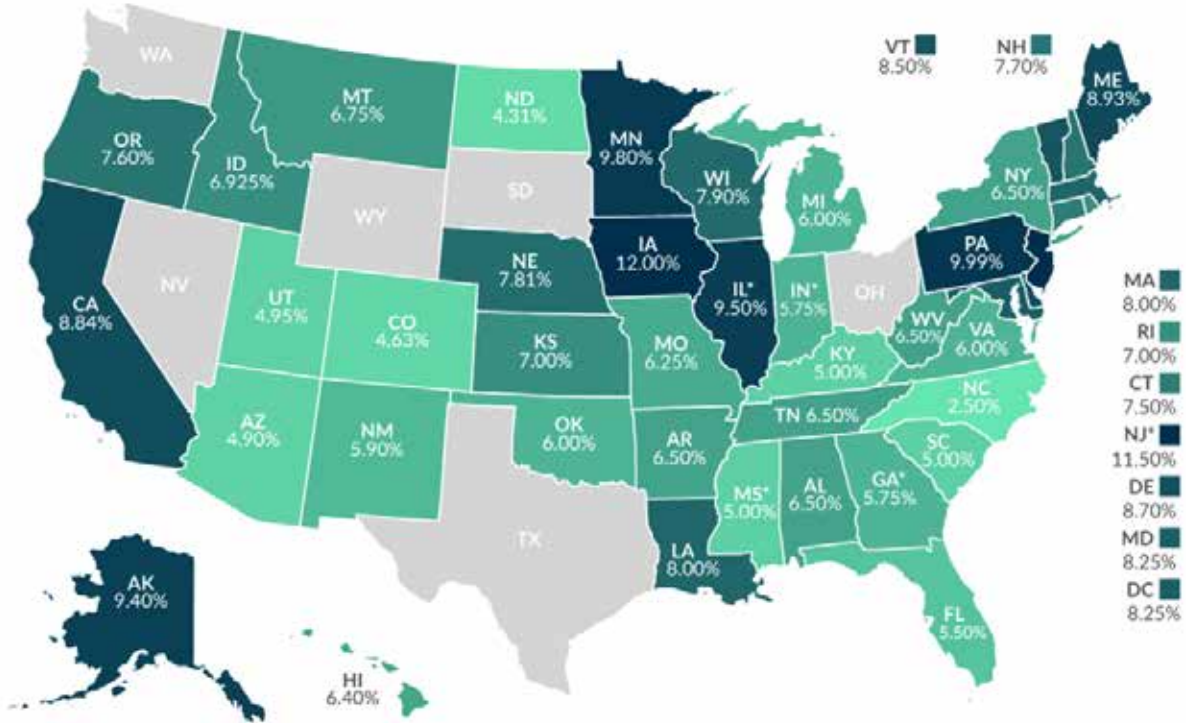 WA
VT
8.50%
NH
7.70%
ME
8.93%
MT
6.75%
ND
4.31%
OR
7.60%
ID
6.925%
MN
9.80%
WI
7.90%
NY
6.50%
SD
MI
6.00%
WY
IA
12.00%
PA
9.99%
NE
7.81%
NV
IL*
9.50%
IN*
5.75%
OH
MA
8.00%
CA
8.84%
UT
4.95%
CO
4.63%
WV
6.50%
VA
6.00%
RI
7.00%
KS
7.00%
MO
6.25%
KY
5.00%
CT
7.50%
NC
2.50%
AZ
4.90%
NM
5.90%
OK
6.00%
TN 6.50%
NJ*
11.50%
AR
6.50%
SC
5.00%
MS*
5.00%
AL
6.50%
GA*
5.75%
DE
8.70%
TX
MD
8.25%
LA
8.00%
AK
9.40%
DC
8.25%
FL
5.50%
HI
6.40%